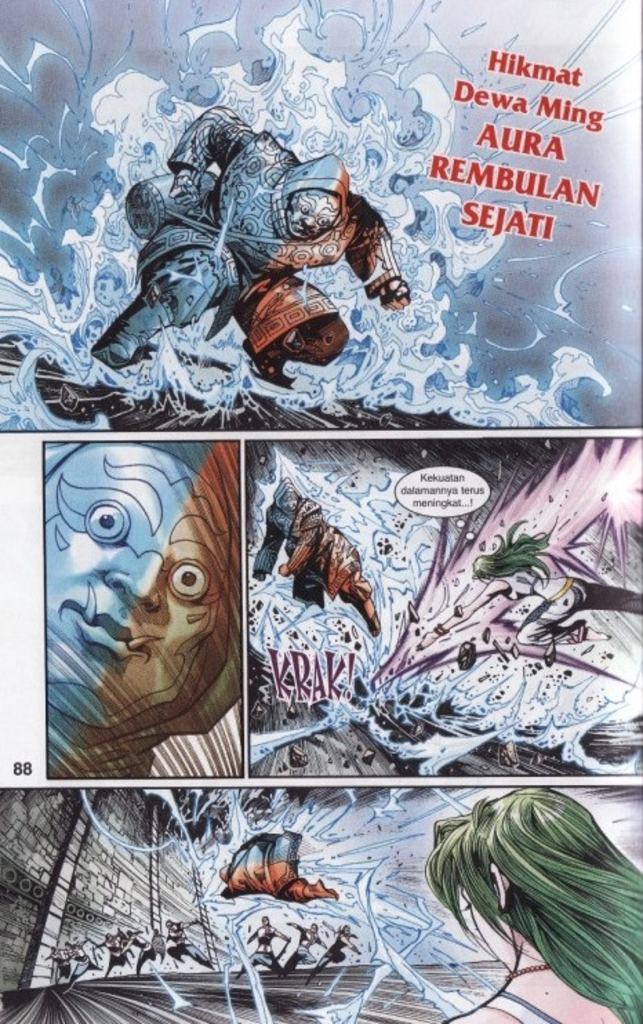 Hikmat
Dewa Ming
AURA
REMBULAN
SEJATI
Kekuatan
dalamannya terus
meningkat...!
KRAK!
88